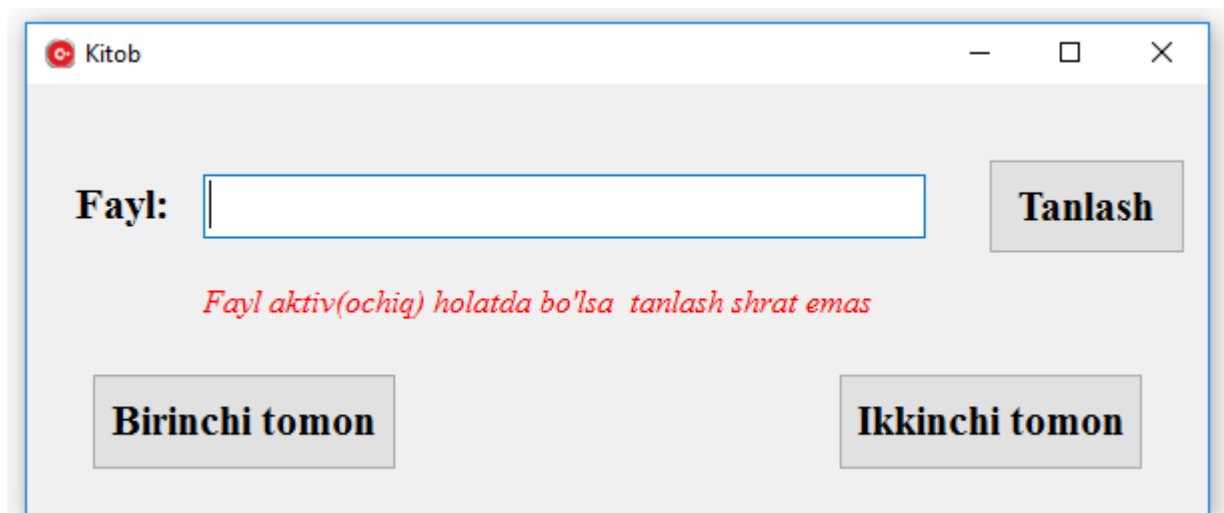 Kitob
Fayl:
Tanlash
Fayl aktiv(ochiq) holatda bo'lsa  tanlash shrat emas
Birinchi tomon
Ikkinchi tomon